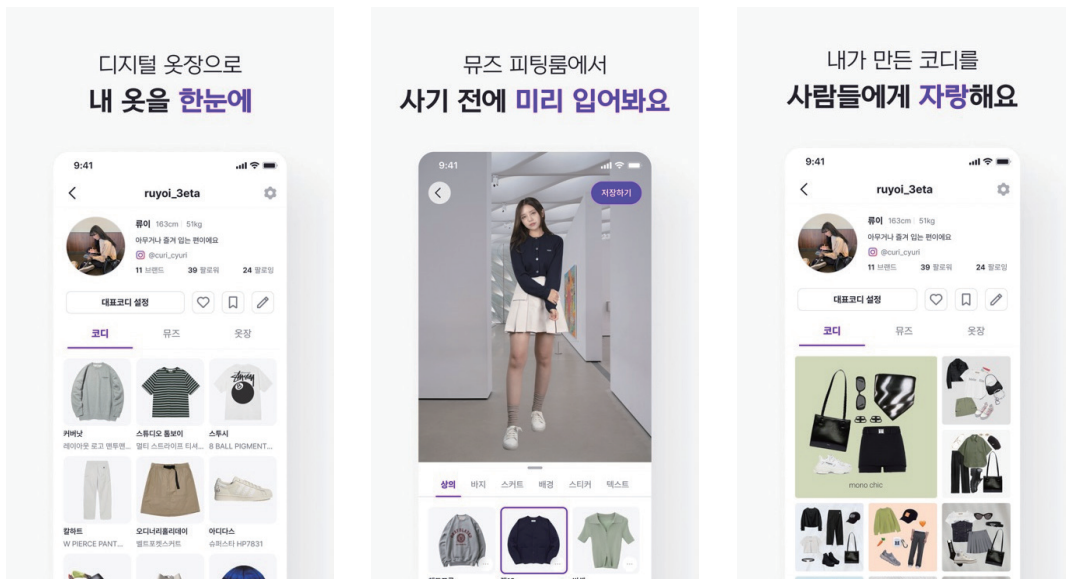 디지털 옷장으로
내 옷을 한눈에
9:41
ruyoi_3eta
류이 163cm 51kg
아무거나 즐겨 입는 편이에요
@curi_cyuri
11 브랜드 39 팔로워 24 팔로잉
대표코디 설정
코디 뮤즈 옷장
커버낫 스튜디오 톰보이 스투시
레이아웃 로고 맨투맨... 멀티 스트라이프 티셔... 8 BALL PIGMENT...
칼하트 오디너리홀리데이 아디다스
W PIERCE PANT... 벨트포켓스커트 슈퍼스타 HP7831
뮤즈 피팅룸에서
사기 전에 미리 입어봐요
9:41
저장하기
상의 바지 스커트 배경 스티커 텍스트
내가 만든 코디를
사람들에게 자랑해요
9:41
ruyoi_3eta
류이 163cm 51kg
아무거나 즐겨 입는 편이에요
@curi_cyuri
11 브랜드 39 팔로워 24 팔로잉
대표코디 설정
코디 뮤즈 옷장
mono chic